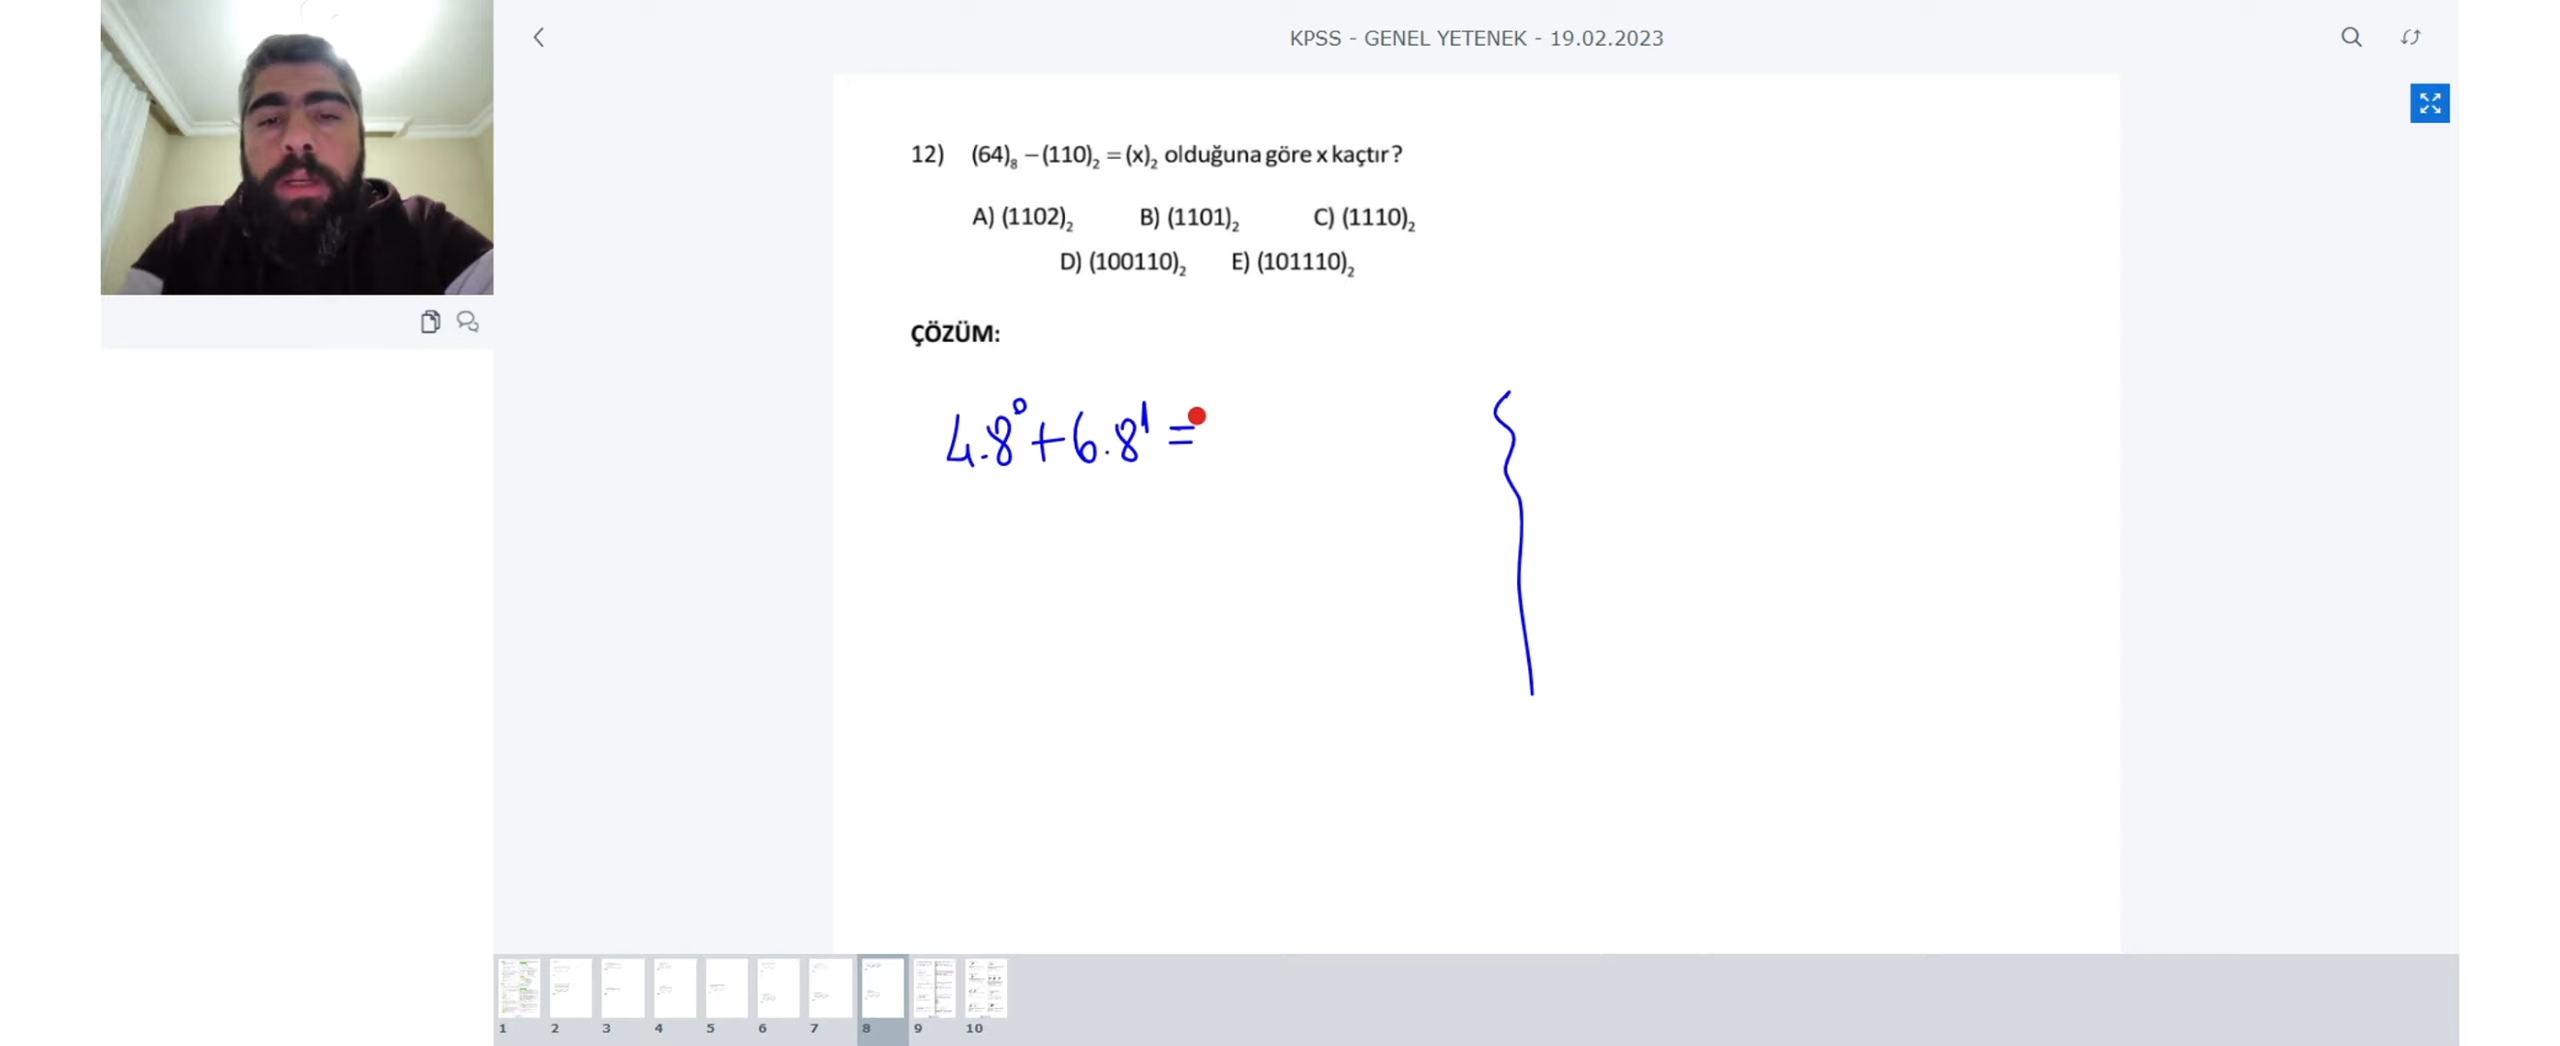 KPSS - GENEL YETENEK - 19.02.2023
12) (64)₈ – (110)₂ = (x)₂ olduğuna göre x kaçtır?
A) (1102)₂ B) (1101)₂ C) (1110)₂
D) (100110)₂ E) (101110)₂
ÇÖZÜM:
4.8⁰+6.8¹ =
1 2 3 4 5 6 7 8 9 10